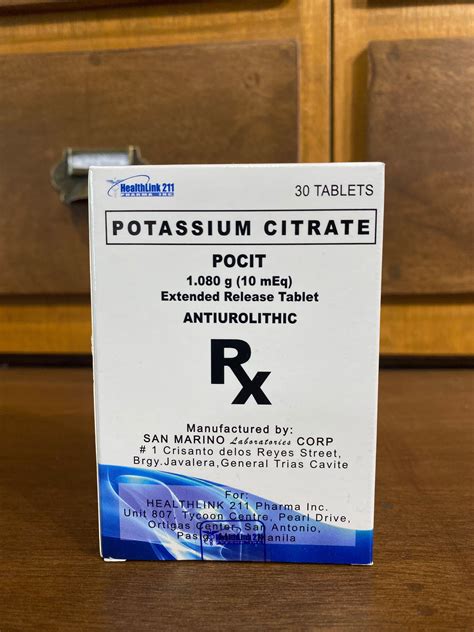 HealthLink 211
PHARMA INC
30 TABLETS
POTASSIUM CITRATE
POCIT
1.080 g (10 mEq)
Extended Release Tablet
ANTIUROLITHIC
Rx
Manufactured by:
SAN MARINO Laboratories CORP
# 1 Crisanto delos Reyes Street,
Brgy.Javalera,General Trias Cavite
For:
HEALTHLINK 211 Pharma Inc.
Unit 807, Tycoon Centre, Pearl Drive,
Ortigas Center, San Antonio,